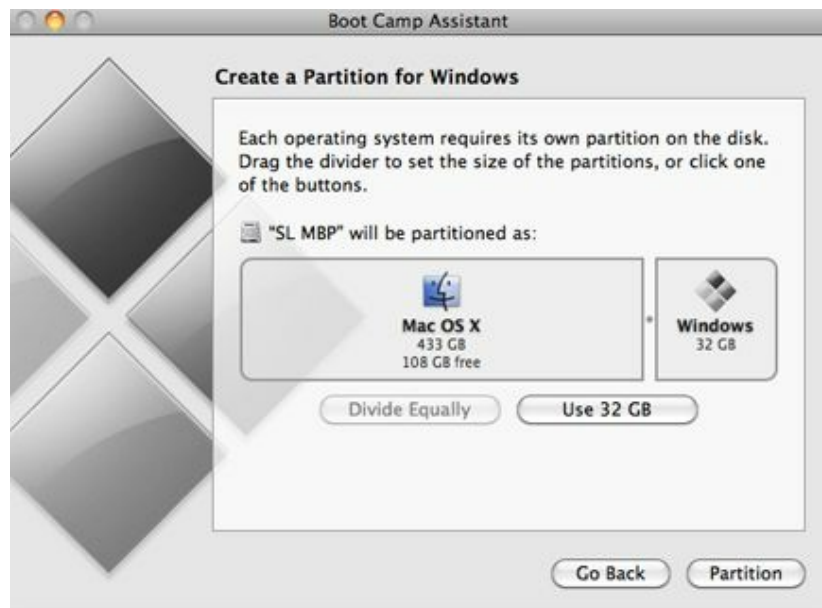 Boot Camp Assistant
Create a Partition for Windows
Each operating system requires its own partition on the disk.
Drag the divider to set the size of the partitions, or click one
of the buttons.
"SL MBP" will be partitioned as:
Mac OS X
433 GB
108 GB free
Windows
32 GB
Divide Equally
Use 32 GB
Go Back
Partition